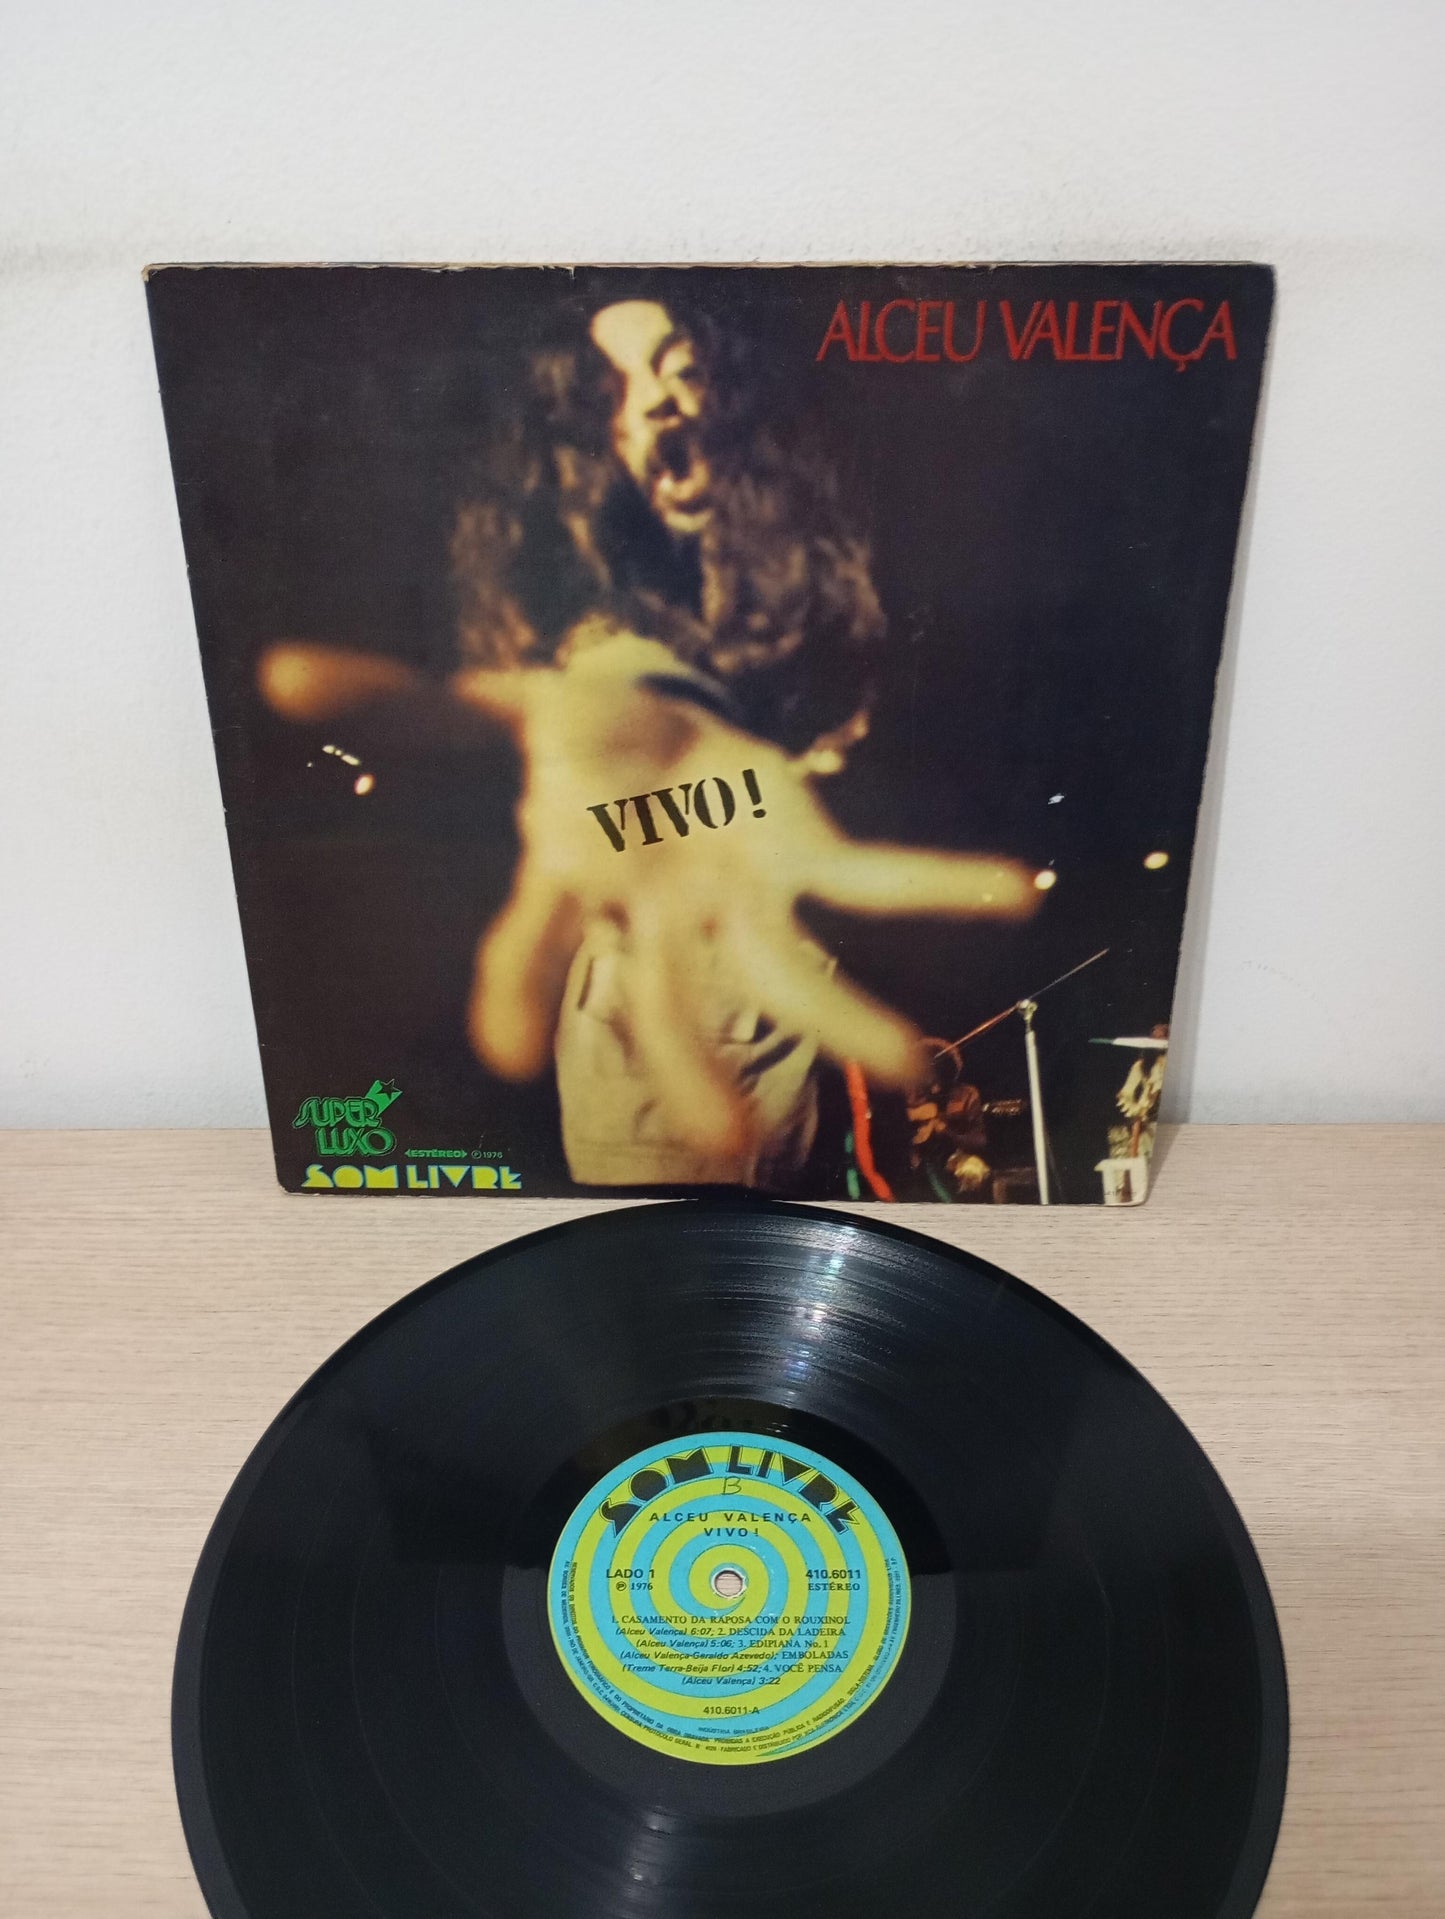 ALCEU VALENÇA
VIVO!
SUPER
LUXO
ESTÉREO ℗ 1976
SOM LIVRE
SOM LIVRE
B
ALCEU VALENÇA
VIVO!
LADO 1 410.6011
℗ 1976 ESTÉREO
1. CASAMENTO DA RAPOSA COM O ROUXINOL
(Alceu Valença) 6:07; 2. DESCIDA DA LADEIRA
(Alceu Valença) 5:06; 3. EDIPIANA No. 1
(Alceu Valença-Geraldo Azevedo); EMBOLADAS
(Treme Terra-Beija Flor) 4:52; 4. VOCÊ PENSA
(Alceu Valença) 3:22
410.6011-A
INDÚSTRIA BRASILEIRA